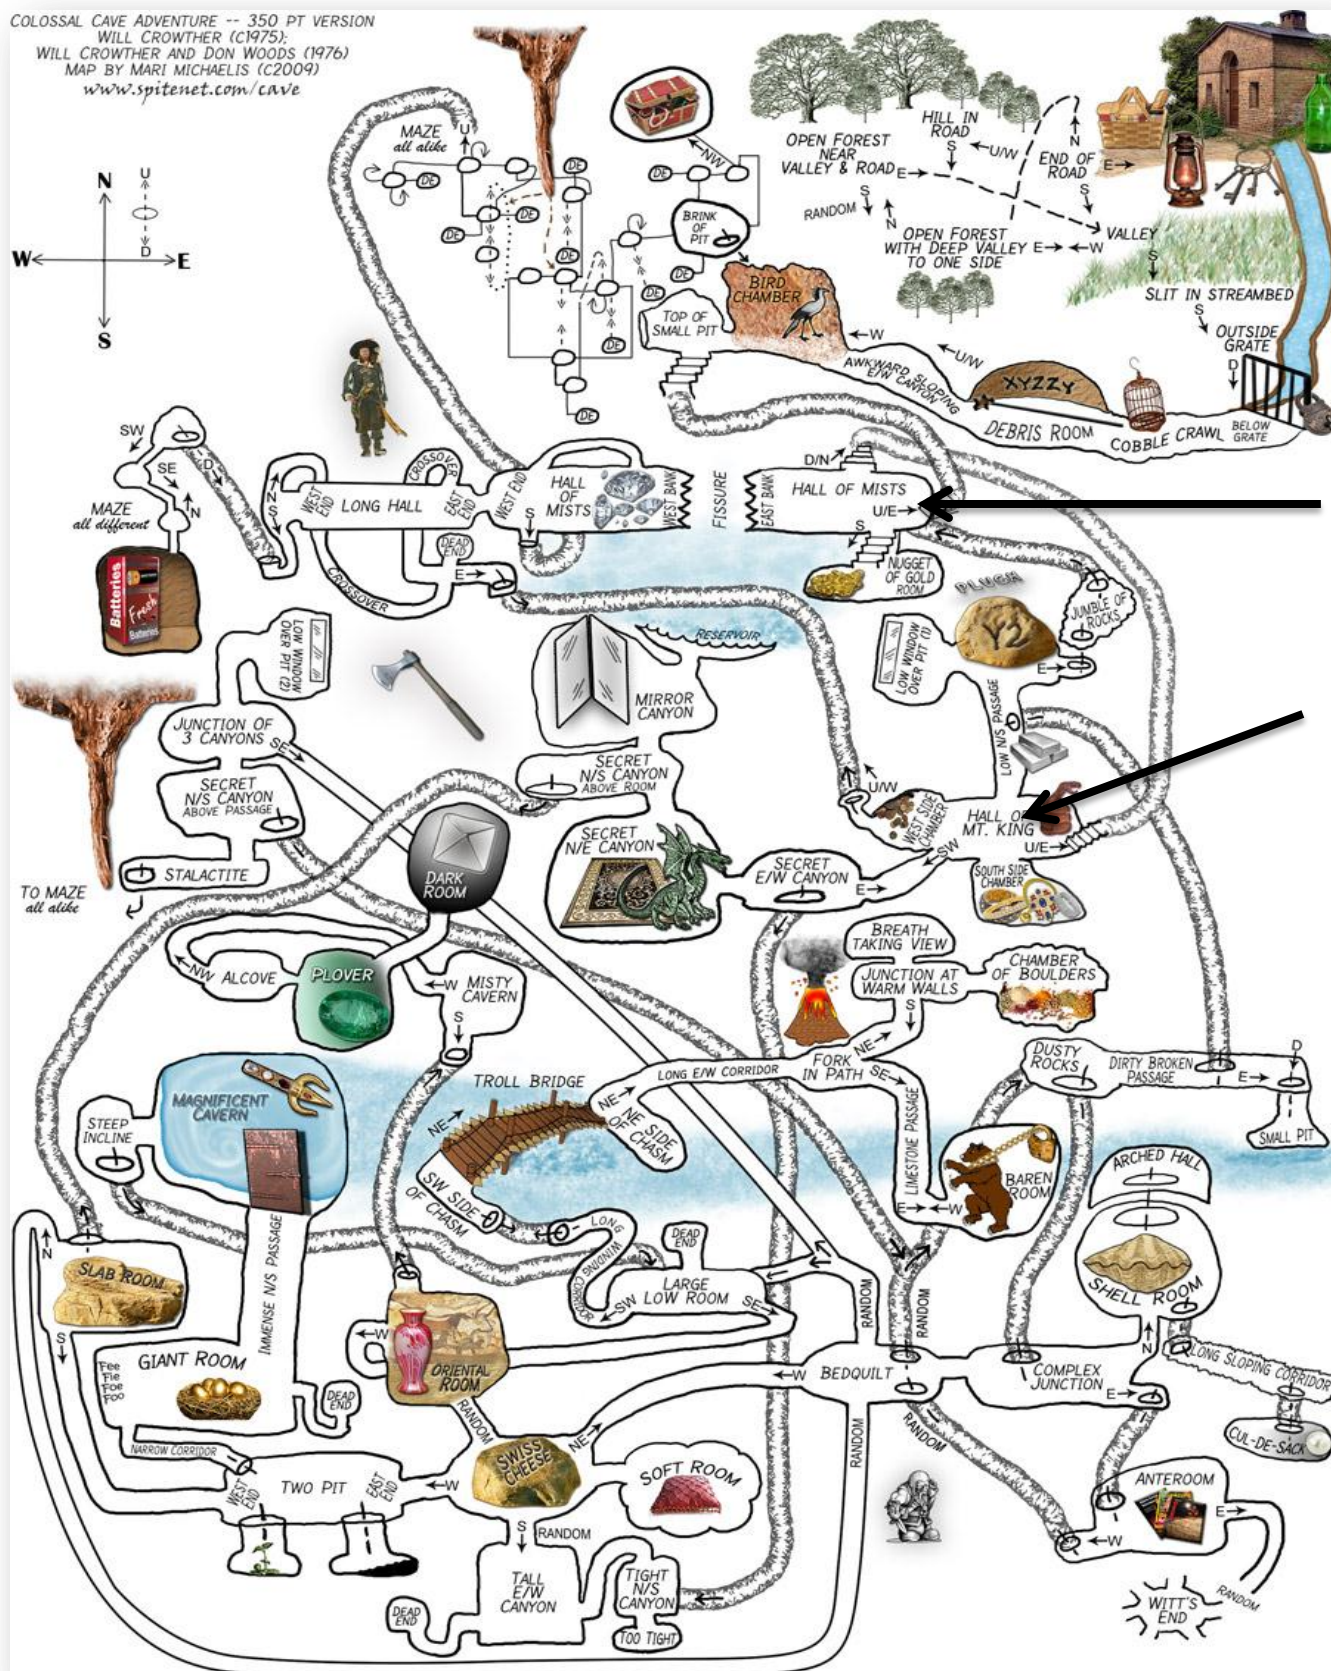 COLOSSAL CAVE ADVENTURE -- 350 PT VERSION
WILL CROWTHER (C1975);
WILL CROWTHER AND DON WOODS (1976)
MAP BY MARI MICHAELIS (C2009)
www.spitenet.com/cave
N
W E
S
U
D
MAZE
all alike
U
DE
DE
DE
DE
DE
DE
DE
DE
DE
DE
DE
NW
BRINK
OF
PIT
OPEN FOREST
NEAR
VALLEY & ROAD
E
HILL IN
ROAD
S
U/W
N
END OF
ROAD
E
S
RANDOM
S
N
OPEN FOREST
WITH DEEP VALLEY
TO ONE SIDE
E
W
VALLEY
S
SLIT IN STREAMBED
S
OUTSIDE
GRATE
D
BIRD
CHAMBER
TOP OF
SMALL PIT
W
U/W
AWKWARD SLOPING
E/W CANYON
XYZZY
DEBRIS ROOM
COBBLE CRAWL
BELOW
GRATE
SW
D
SE
N
MAZE
all different
Batteries
Fresh
Batteries
N
S
WEST
END
LONG HALL
CROSSOVER
EAST
END
WEST END
HALL
OF
MISTS
S
WEST BANK
FISSURE
EAST BANK
D/N
HALL OF MISTS
U/E
S
NUGGET
OF GOLD
ROOM
DEAD
END
E
CROSSOVER
LOW WINDOW
OVER PIT (2)
RESERVOIR
MIRROR
CANYON
LOW WINDOW
OVER PIT (1)
PLUGH
Y2
JUMBLE OF
ROCKS
E
LOW N/S PASSAGE
JUNCTION OF
3 CANYONS
SE
SECRET
N/S CANYON
ABOVE PASSAGE
STALACTITE
TO MAZE
all alike
SECRET
N/S CANYON
ABOVE ROOM
DARK
ROOM
SECRET
N/E CANYON
SECRET
E/W CANYON
E
U/W
WEST SIDE
CHAMBER
HALL OF
MT. KING
U/E
SW
SOUTH SIDE
CHAMBER
NW
ALCOVE
PLOVER
W
MISTY
CAVERN
S
BREATH
TAKING VIEW
JUNCTION AT
WARM WALLS
S
CHAMBER
OF BOULDERS
NE
FORK
IN PATH
SE
LONG E/W CORRIDOR
DUSTY
ROCKS
DIRTY BROKEN
PASSAGE
E
D
SMALL PIT
MAGNIFICENT
CAVERN
STEEP
INCLINE
TROLL BRIDGE
NE
NE
NE SIDE
OF CHASM
SW SIDE
OF CHASM
LIMESTONE PASSAGE
E
W
BAREN
ROOM
ARCHED HALL
SHELL ROOM
N
S
SLAB ROOM
IMMENSE N/S PASSAGE
LONG
WINDING CORRIDOR
DEAD
END
LARGE
LOW ROOM
SW
SE
RANDOM
RANDOM
GIANT ROOM
Fee
Fie
Foe
Foo
DEAD
END
W
ORIENTAL
ROOM
W
BEDQUILT
COMPLEX
JUNCTION
E
N
LONG SLOPING CORRIDOR
CUL-DE-SACK
NARROW CORRIDOR
WEST
END
TWO PIT
EAST
END
W
RANDOM
SWISS
CHEESE
NE
SOFT ROOM
S
RANDOM
RANDOM
RANDOM
ANTEROOM
E
W
RANDOM
TALL
E/W
CANYON
TIGHT
N/S
CANYON
TOO TIGHT
DEAD
END
WITT'S
END